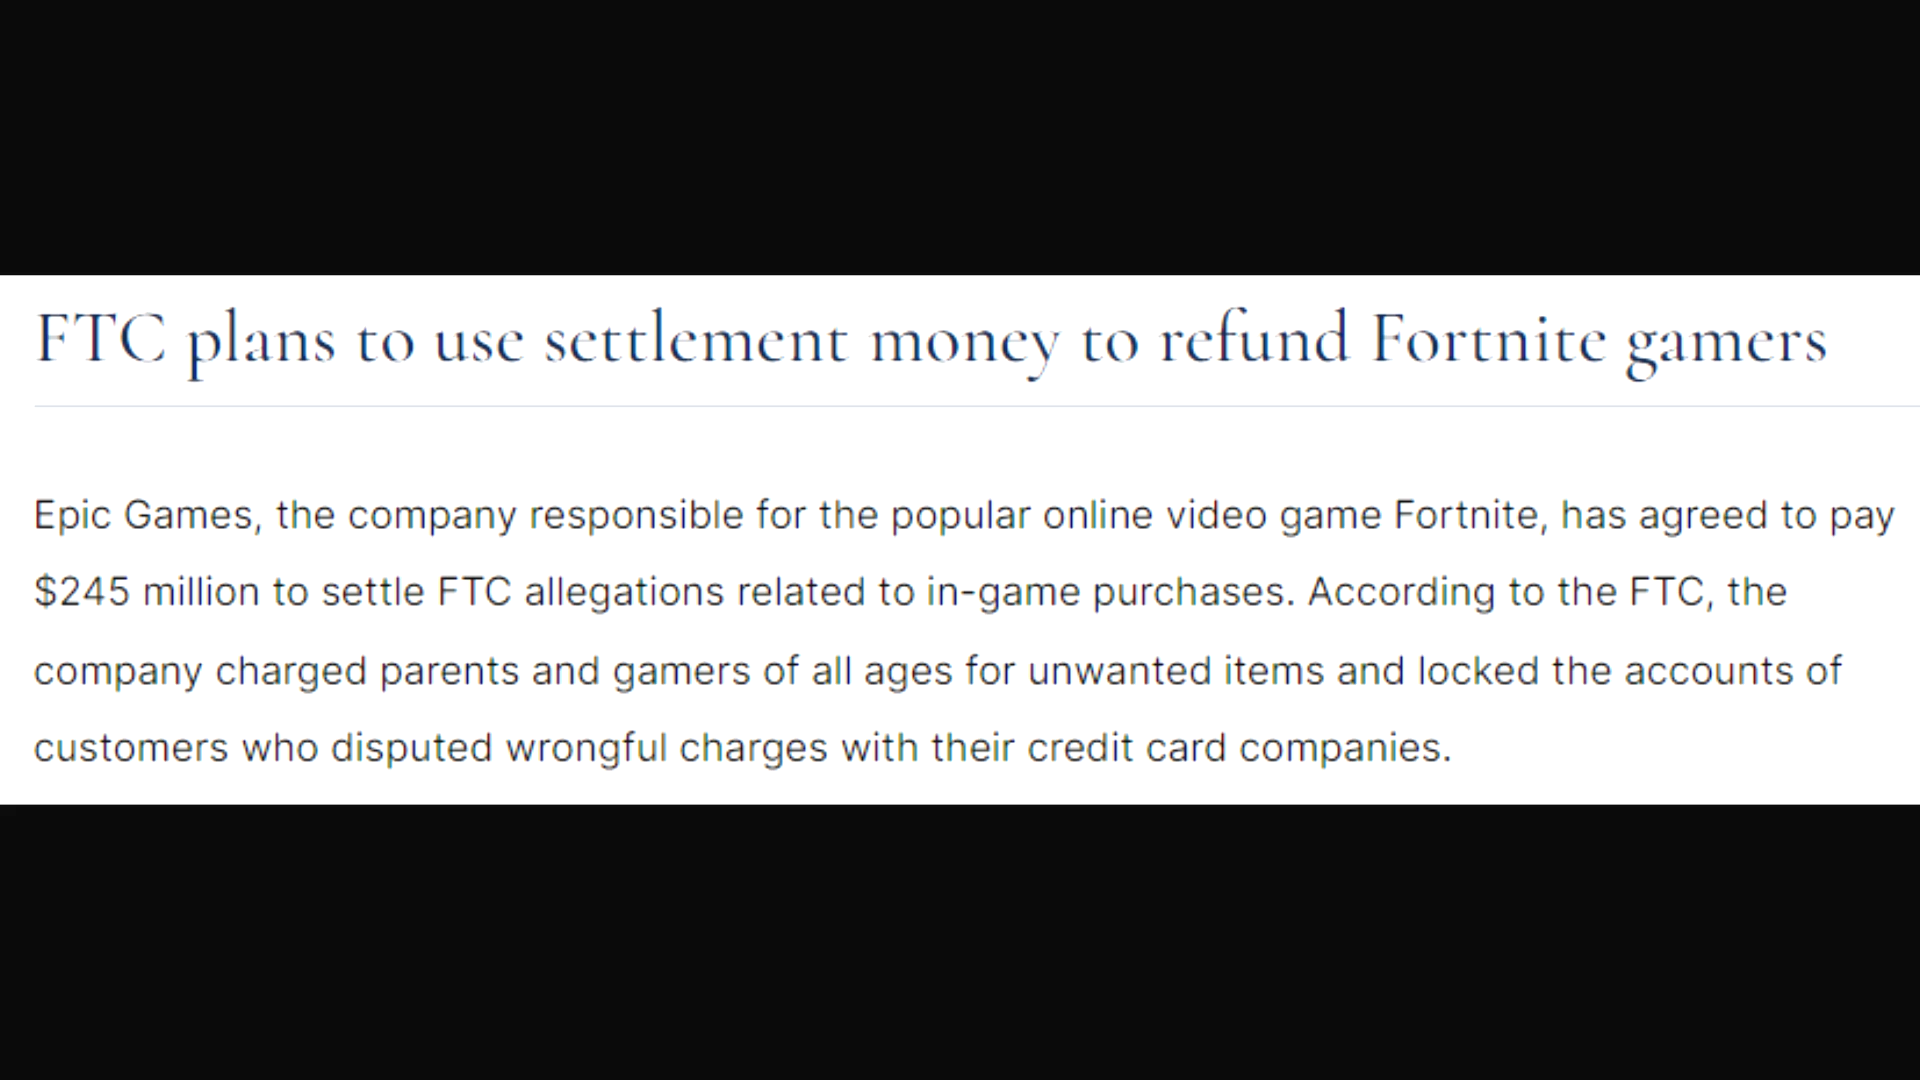 FTC plans to use settlement money to refund Fortnite gamers
Epic Games, the company responsible for the popular online video game Fortnite, has agreed to pay
$245 million to settle FTC allegations related to in-game purchases. According to the FTC, the
company charged parents and gamers of all ages for unwanted items and locked the accounts of
customers who disputed wrongful charges with their credit card companies.